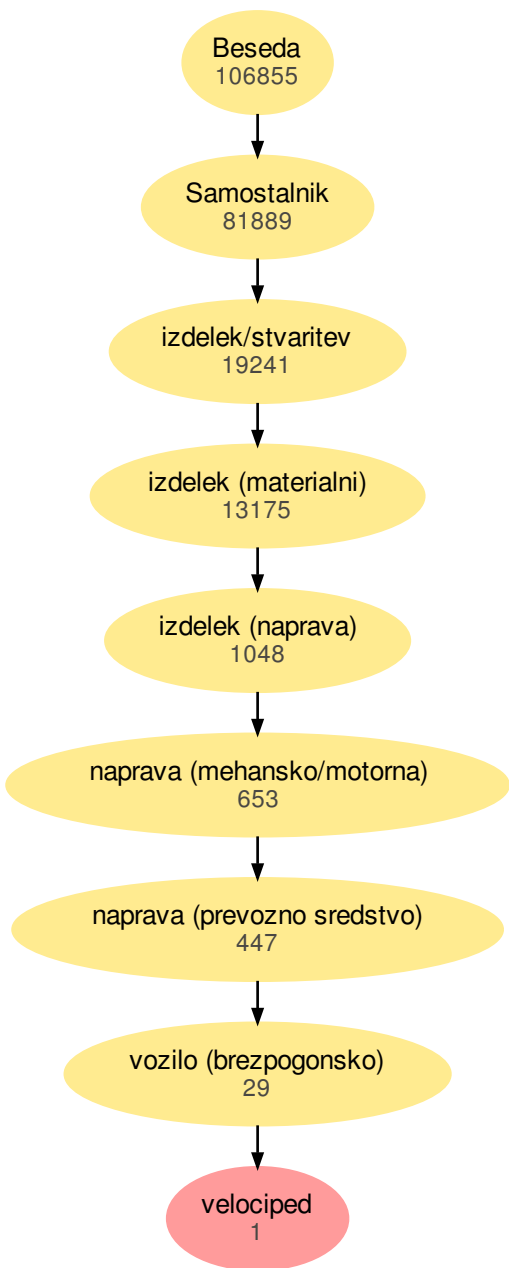 Beseda
106855
Samostalnik
81889
izdelek/stvaritev
19241
izdelek (materialni)
13175
izdelek (naprava)
1048
naprava (mehansko/motorna)
653
naprava (prevozno sredstvo)
447
vozilo (brezpogonsko)
29
velociped
1